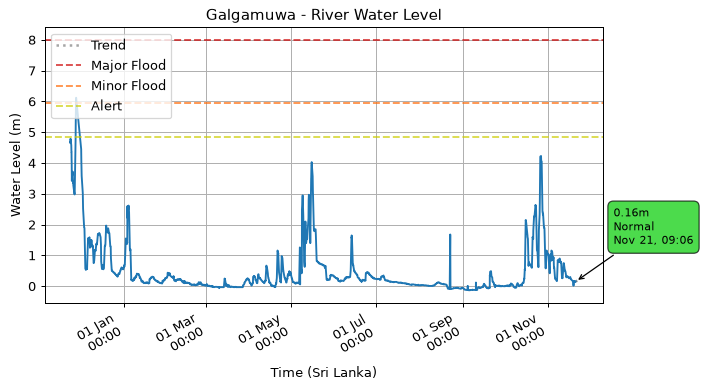 Galgamuwa - River Water Level
Water Level (m)
8
7
6
5
4
3
2
1
0
Trend
Major Flood
Minor Flood
Alert
0.16m
Normal
Nov 21, 09:06
01 Jan
00:00
01 Mar
00:00
01 May
00:00
01 Jul
00:00
01 Sep
00:00
01 Nov
00:00
Time (Sri Lanka)